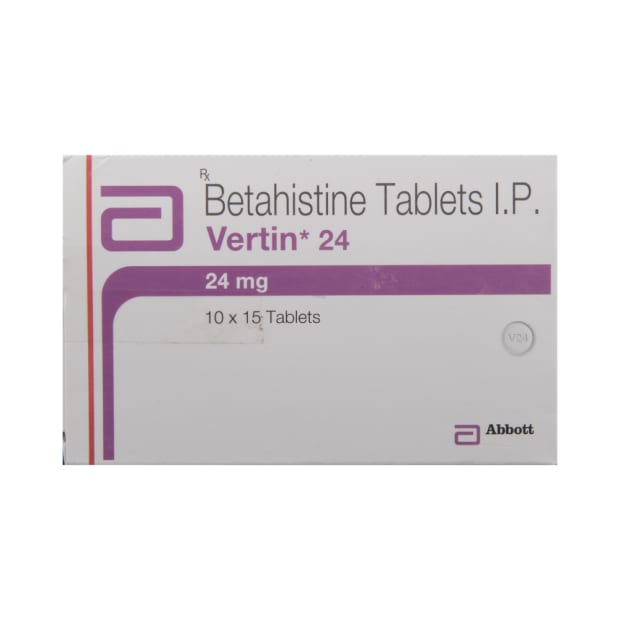 Rx
Betahistine Tablets I.P.
Vertin* 24
24 mg
10 x 15 Tablets
V24
Abbott